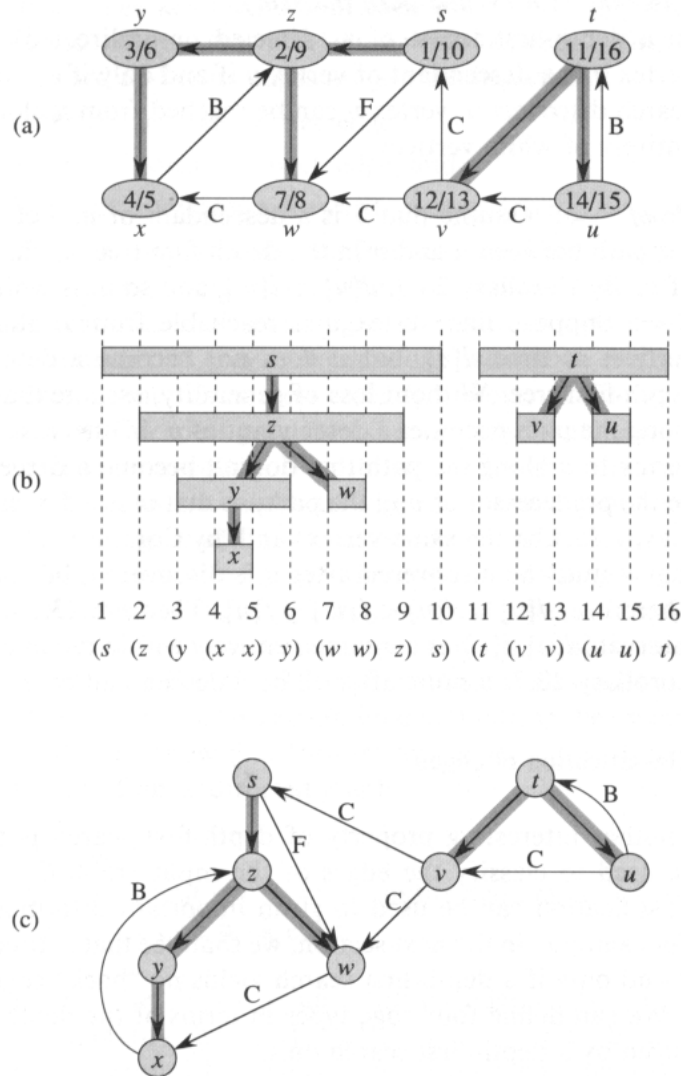 y z s t
3/6 2/9 1/10 11/16
B F C B
(a)
4/5 C 7/8 C 12/13 C 14/15
x w v u
s t
z v u
(b)
y w
x
1 2 3 4 5 6 7 8 9 10 11 12 13 14 15 16
(s (z (y (x x) y) (w w) z) s) (t (v v) (u u) t)
s t
C B
F
z v C u
B
C
(c)
y w
C
x